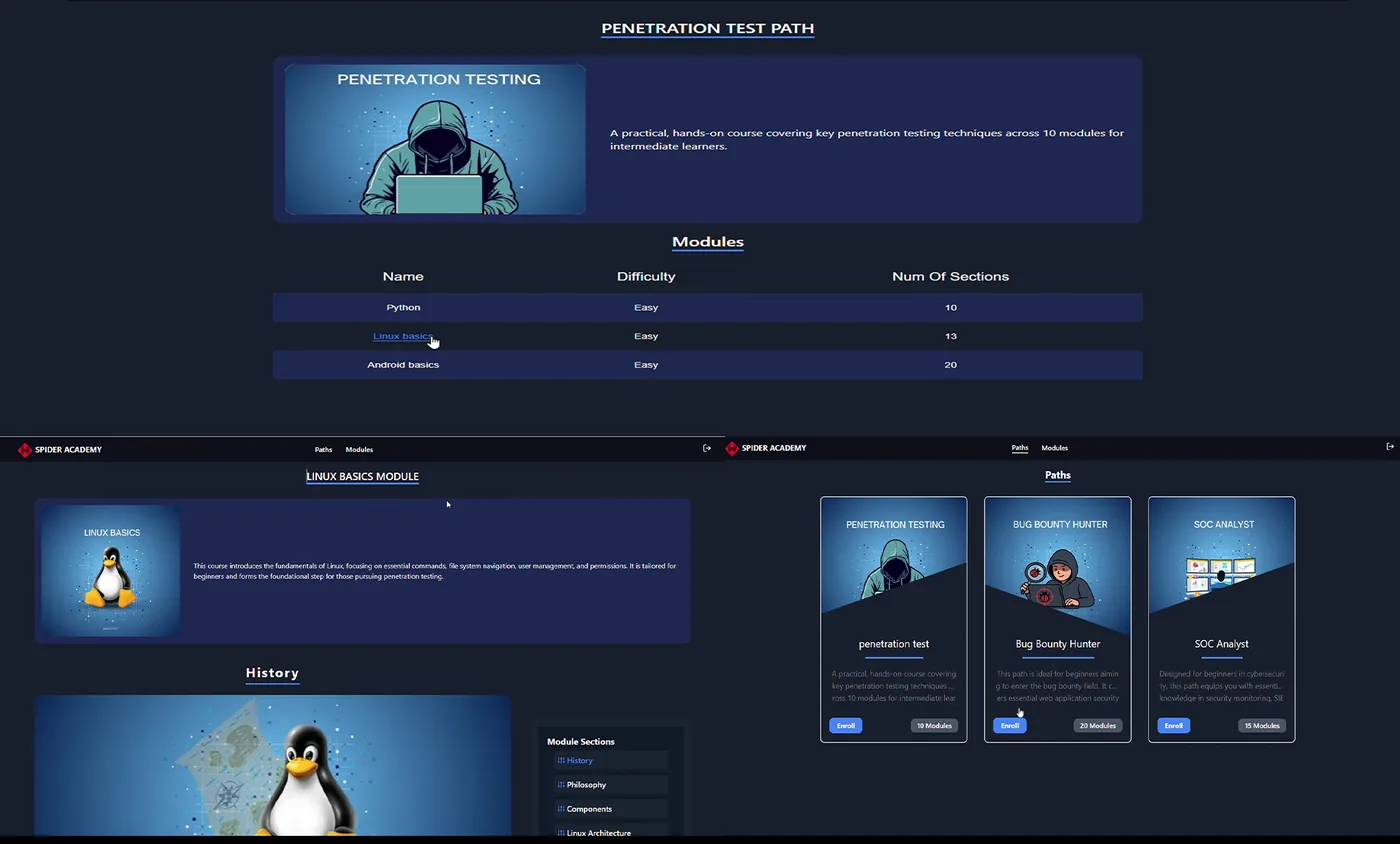 PENETRATION TEST PATH
PENETRATION TESTING
A practical, hands-on course covering key penetration testing techniques across 10 modules for
intermediate learners.
Modules
Name Difficulty Num Of Sections
Python Easy 10
Linux basics Easy 13
Android basics Easy 20
SPIDER ACADEMY Paths Modules
LINUX BASICS MODULE
LINUX BASICS
This course introduces the fundamentals of Linux, focusing on essential commands, file system navigation, user management, and permissions. It is tailored for
beginners and forms the foundational step for those pursuing penetration testing.
History
Module Sections
History
Philosophy
Components
Linux Architecture
SPIDER ACADEMY Paths Modules
Paths
PENETRATION TESTING
penetration test
A practical, hands-on course covering
key penetration testing techniques ...
ross 10 modules for intermediate lear
Enroll 10 Modules
BUG BOUNTY HUNTER
Bug Bounty Hunter
This path is ideal for beginners aimin
g to enter the bug bounty field. It c...
ers essential web application security
Enroll 20 Modules
SOC ANALYST
SOC Analyst
Designed for beginners in cybersecuri
ty, this path equips you with essenti...
knowledge in security monitoring, SIE
Enroll 15 Modules